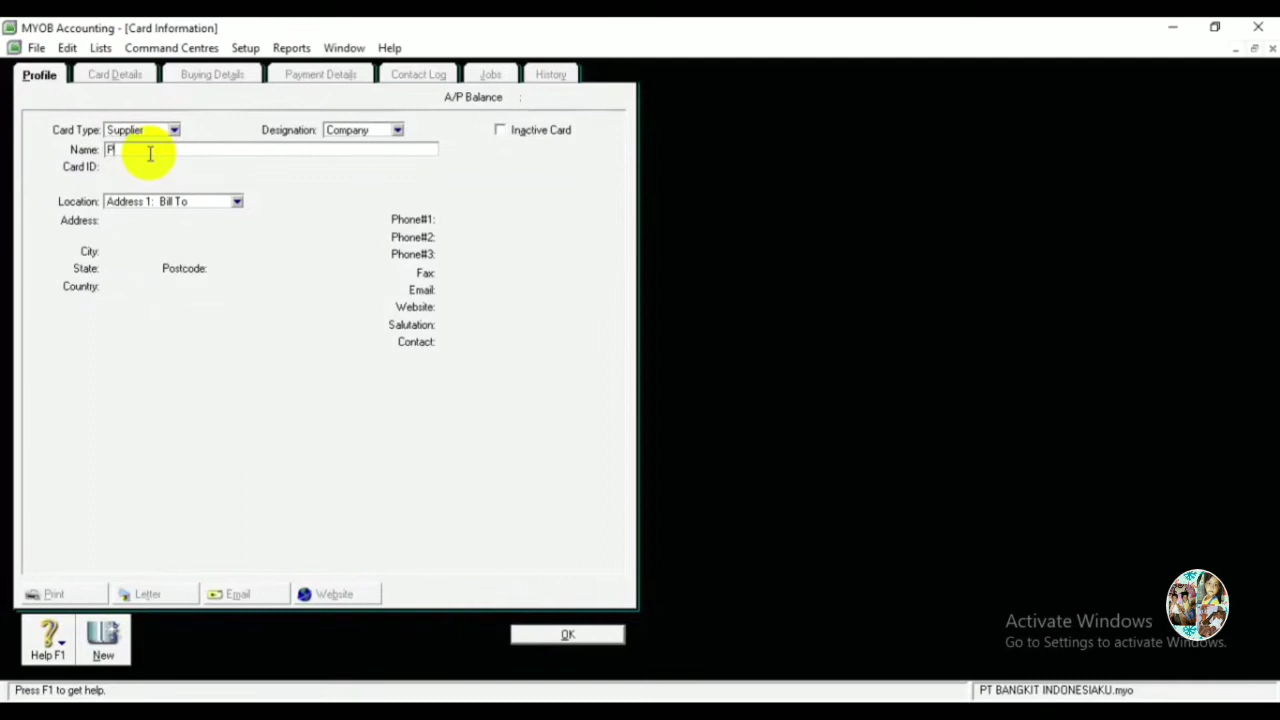 MYOB Accounting - [Card Information]
File Edit Lists Command Centres Setup Reports Window Help
Profile Card Details Buying Details Payment Details Contact Log Jobs History
A/P Balance :
Card Type: Supplier Designation: Company Inactive Card
Name: P
Card ID:
Location: Address 1: Bill To
Address: Phone#1:
Phone#2:
City: Phone#3:
State: Postcode: Fax:
Country: Email:
Website:
Salutation:
Contact:
Print Letter Email Website
Help F1 New OK
Activate Windows
Go to Settings to activate Windows.
Press F1 to get help. PT BANGKIT INDONESIAKU.myo